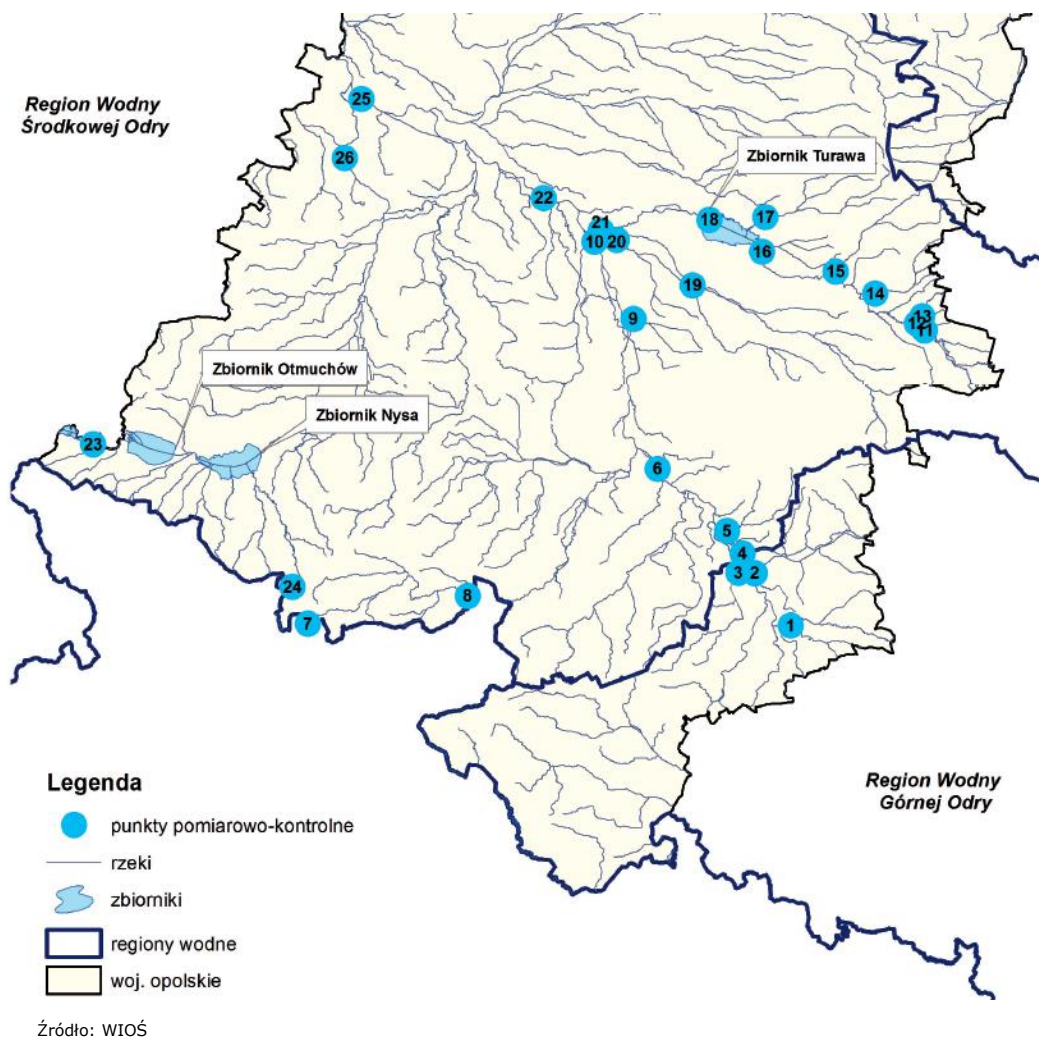 Region Wodny
Środkowej Odry
25
26
Zbiornik Turawa
22
21
18
17
10
20
16
15
19
14
9
13
12
11
Zbiornik Otmuchów
Zbiornik Nysa
23
6
5
4
3
2
24
8
7
1
Region Wodny
Górnej Odry
Legenda
punkty pomiarowo-kontrolne
rzeki
zbiorniki
regiony wodne
woj. opolskie
Źródło: WIOŚ